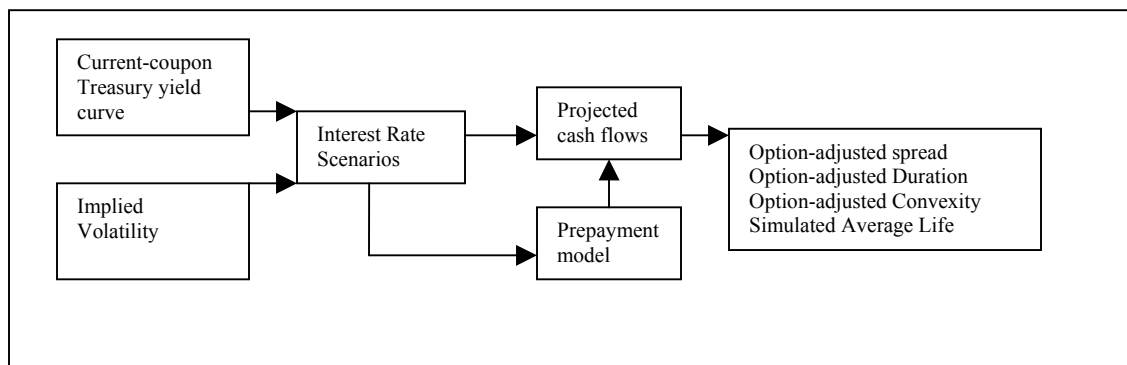 Current-coupon
Treasury yield
curve
Implied
Volatility
Interest Rate
Scenarios
Projected
cash flows
Prepayment
model
Option-adjusted spread
Option-adjusted Duration
Option-adjusted Convexity
Simulated Average Life